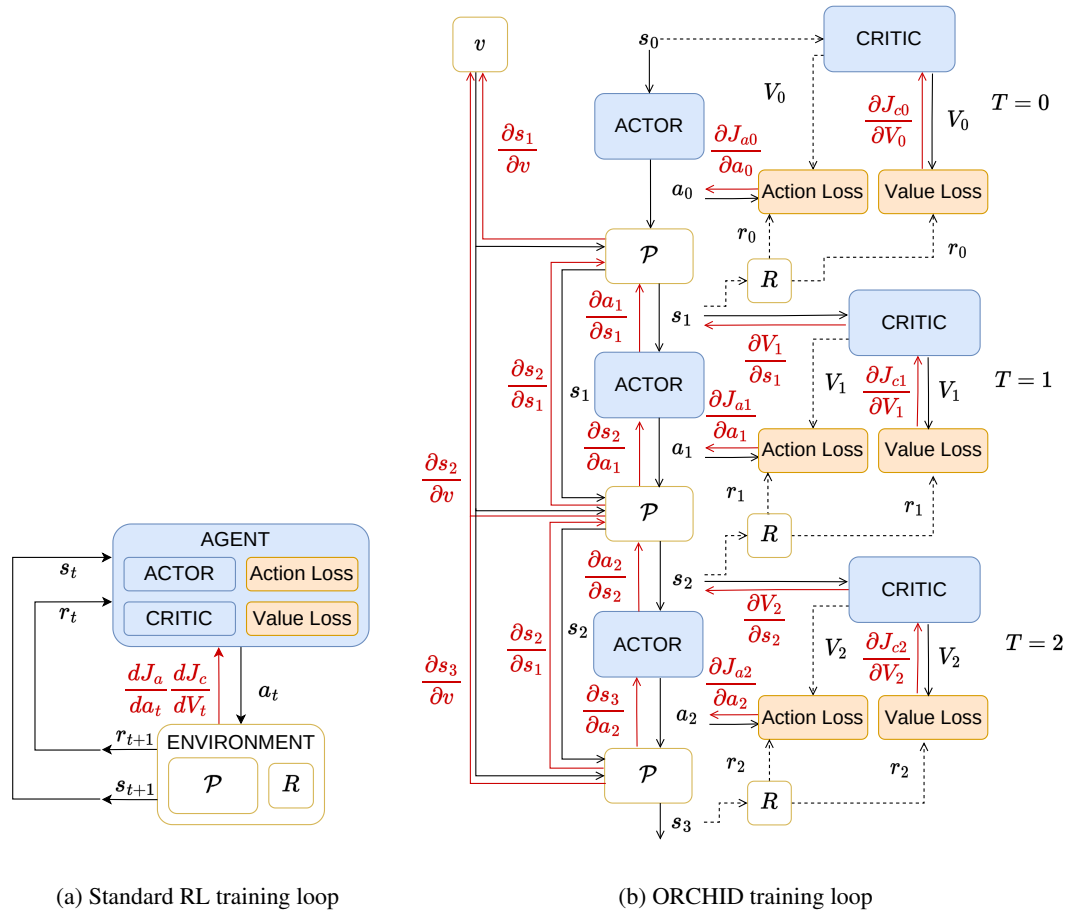 AGENT
ACTOR
Action Loss
CRITIC
Value Loss
s_t
r_t
dJ_a/da_t dJ_c/dV_t
a_t
ENVIRONMENT
r_{t+1}
𝒫
R
s_{t+1}
(a) Standard RL training loop
v
s_0
CRITIC
V_0
T = 0
ACTOR
∂J_{c0}/∂V_0
V_0
∂s_1/∂v
∂J_{a0}/∂a_0
a_0
Action Loss
Value Loss
𝒫
r_0
R
r_0
∂a_1/∂s_1
s_1
CRITIC
∂V_1/∂s_1
∂s_2/∂s_1
s_1
ACTOR
V_1
∂J_{c1}/∂V_1
V_1
T = 1
∂J_{a1}/∂a_1
∂s_2/∂a_1
a_1
Action Loss
Value Loss
∂s_2/∂v
𝒫
r_1
R
r_1
∂a_2/∂s_2
s_2
CRITIC
∂V_2/∂s_2
s_2
∂s_2/∂s_1
ACTOR
V_2
∂J_{c2}/∂V_2
V_2
T = 2
∂s_3/∂v
∂J_{a2}/∂a_2
∂s_3/∂a_2
a_2
Action Loss
Value Loss
𝒫
r_2
R
r_2
s_3
(b) ORCHID training loop